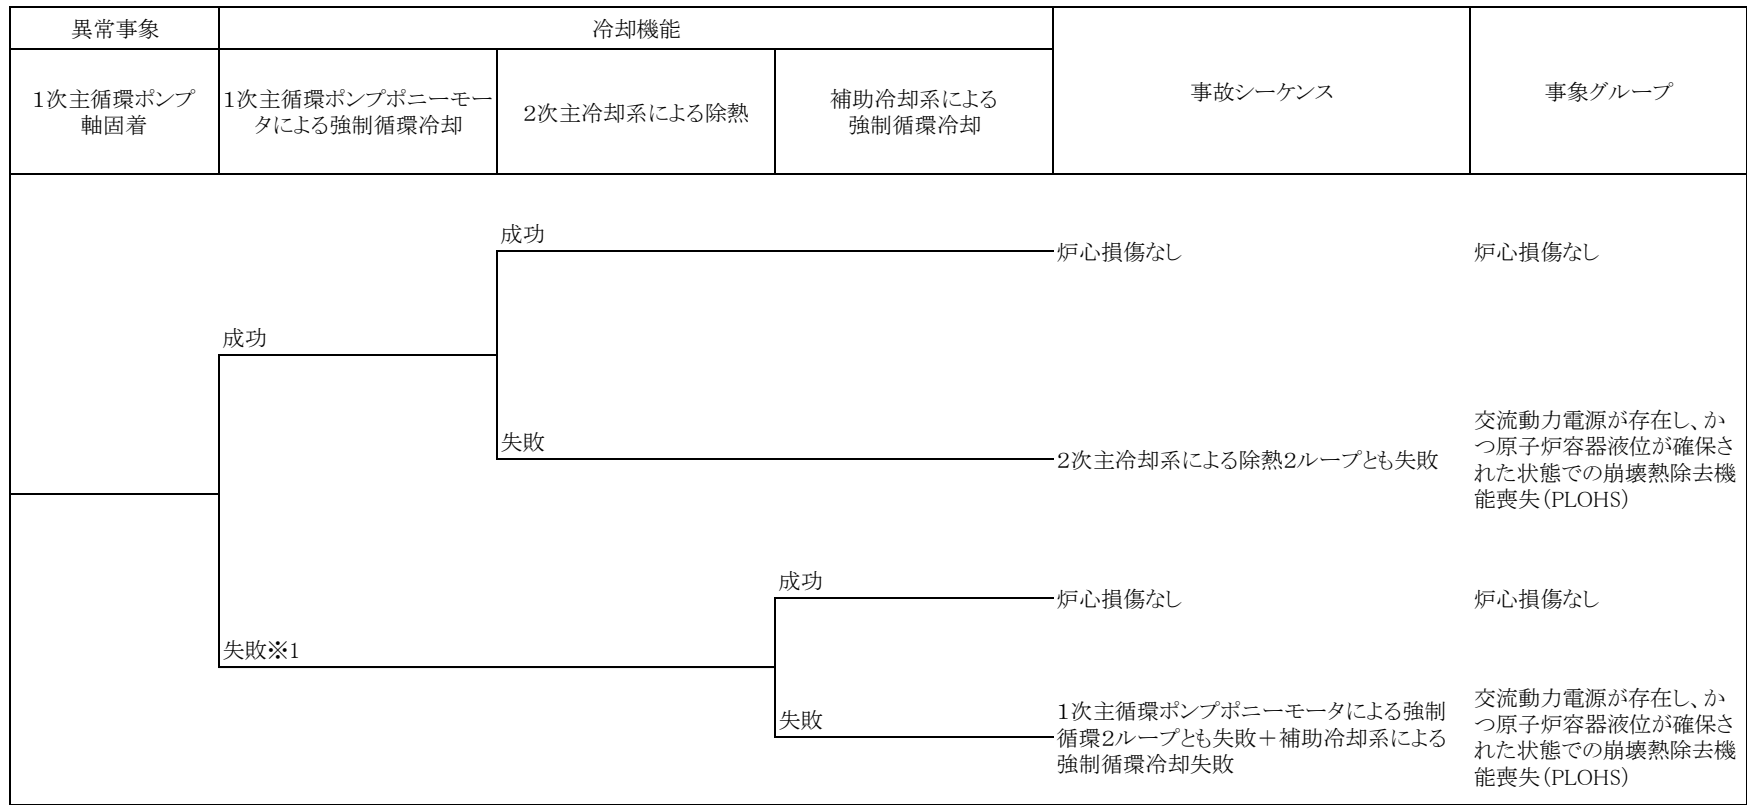 異常事象
冷却機能
事故シーケンス
事象グループ
1次主循環ポンプ
軸固着
1次主循環ポンプポニーモー
タによる強制循環冷却
2次主冷却系による除熱
補助冷却系による
強制循環冷却
成功
炉心損傷なし
炉心損傷なし
成功
失敗
2次主冷却系による除熱2ループとも失敗
交流動力電源が存在し、か
つ原子炉容器液位が確保さ
れた状態での崩壊熱除去機
能喪失(PLOHS)
成功
炉心損傷なし
炉心損傷なし
失敗※1
失敗
1次主循環ポンプポニーモータによる強制
循環2ループとも失敗+補助冷却系による
強制循環冷却失敗
交流動力電源が存在し、か
つ原子炉容器液位が確保さ
れた状態での崩壊熱除去機
能喪失(PLOHS)